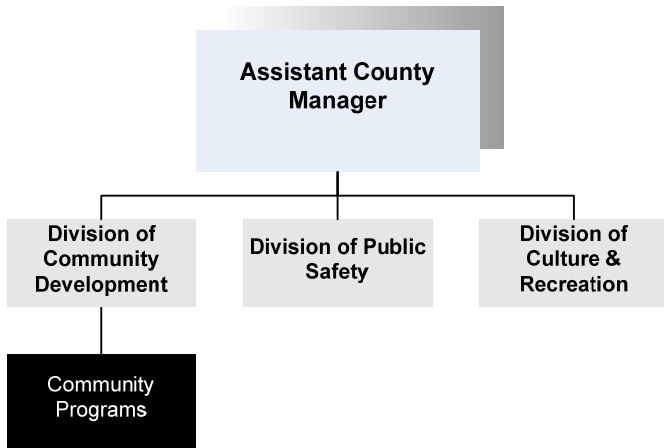 Assistant County
Manager
Division of
Community
Development
Division of Public
Safety
Division of
Culture &
Recreation
Community
Programs